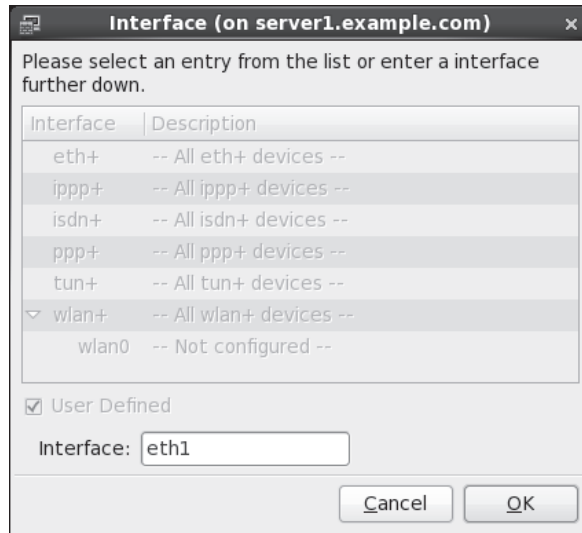 Interface (on server1.example.com)
Please select an entry from the list or enter a interface
further down.
Interface Description
eth+ -- All eth+ devices --
ippp+ -- All ippp+ devices --
isdn+ -- All isdn+ devices --
ppp+ -- All ppp+ devices --
tun+ -- All tun+ devices --
wlan+ -- All wlan+ devices --
wlan0 -- Not configured --
User Defined
Interface: eth1
Cancel OK